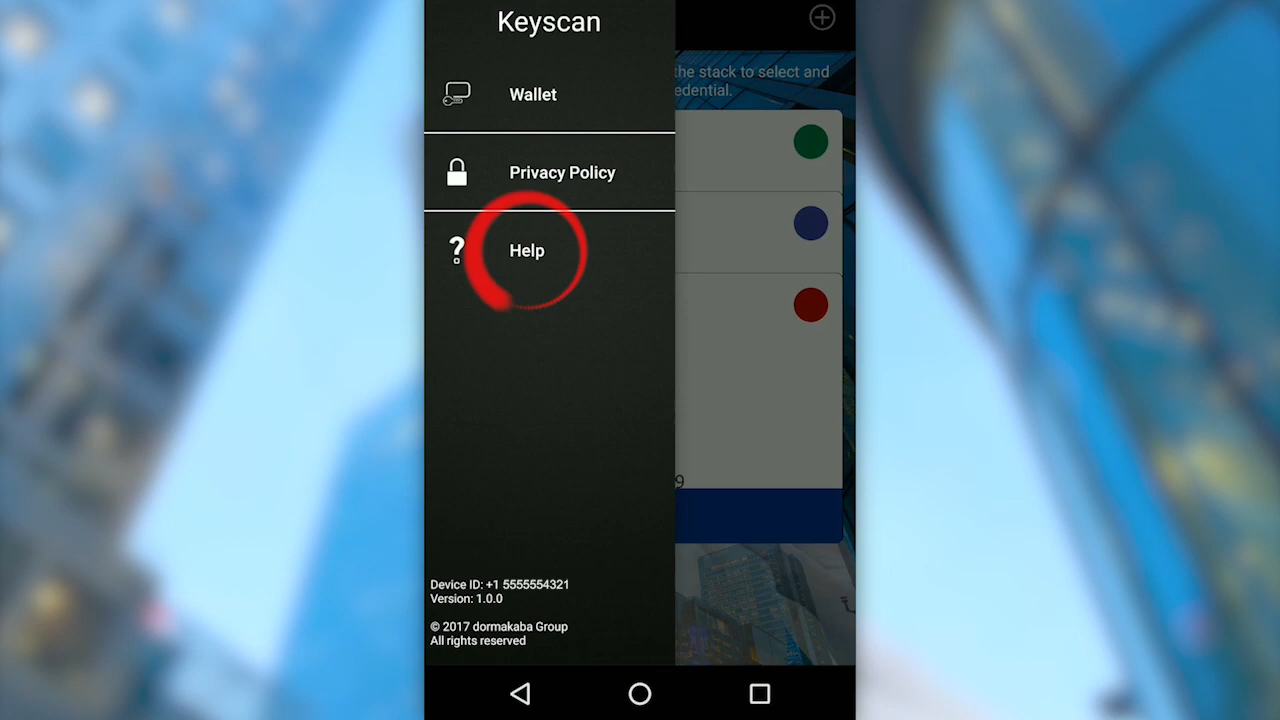 Keyscan
the stack to select and
edential.
Wallet
Privacy Policy
Help
9
Device ID: +1 5555554321
Version: 1.0.0
© 2017 dormakaba Group
All rights reserved